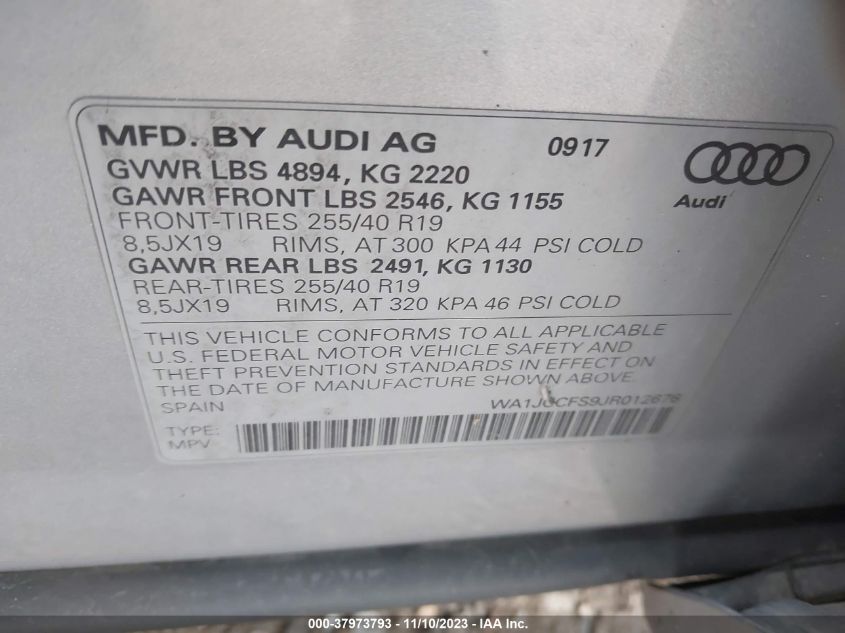 MFD. BY AUDI AG 0917
GVWR LBS 4894, KG 2220
GAWR FRONT LBS 2546, KG 1155
Audi
FRONT-TIRES 255/40 R19
8,5JX19 RIMS, AT 300 KPA 44 PSI COLD
GAWR REAR LBS 2491, KG 1130
REAR-TIRES 255/40 R19
8,5JX19 RIMS, AT 320 KPA 46 PSI COLD
THIS VEHICLE CONFORMS TO ALL APPLICABLE
U.S. FEDERAL MOTOR VEHICLE SAFETY AND
THEFT PREVENTION STANDARDS IN EFFECT ON
THE DATE OF MANUFACTURE SHOWN ABOVE.
SPAIN
TYPE:
MPV
000-37973793 - 11/10/2023 - IAA Inc.